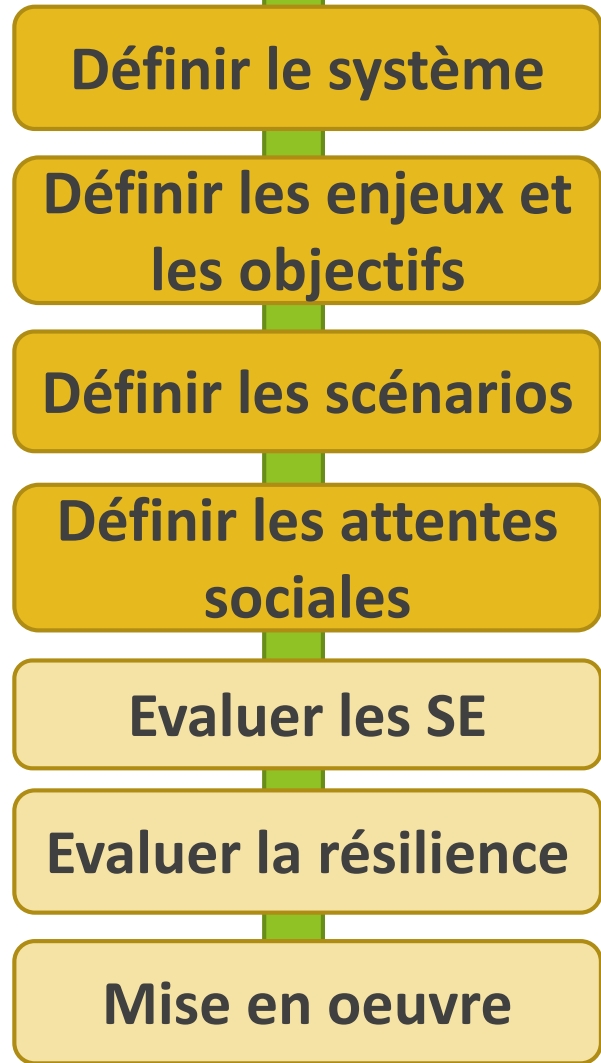 Définir le système
Définir les enjeux et
les objectifs
Définir les scénarios
Définir les attentes
sociales
Evaluer les SE
Evaluer la résilience
Mise en oeuvre